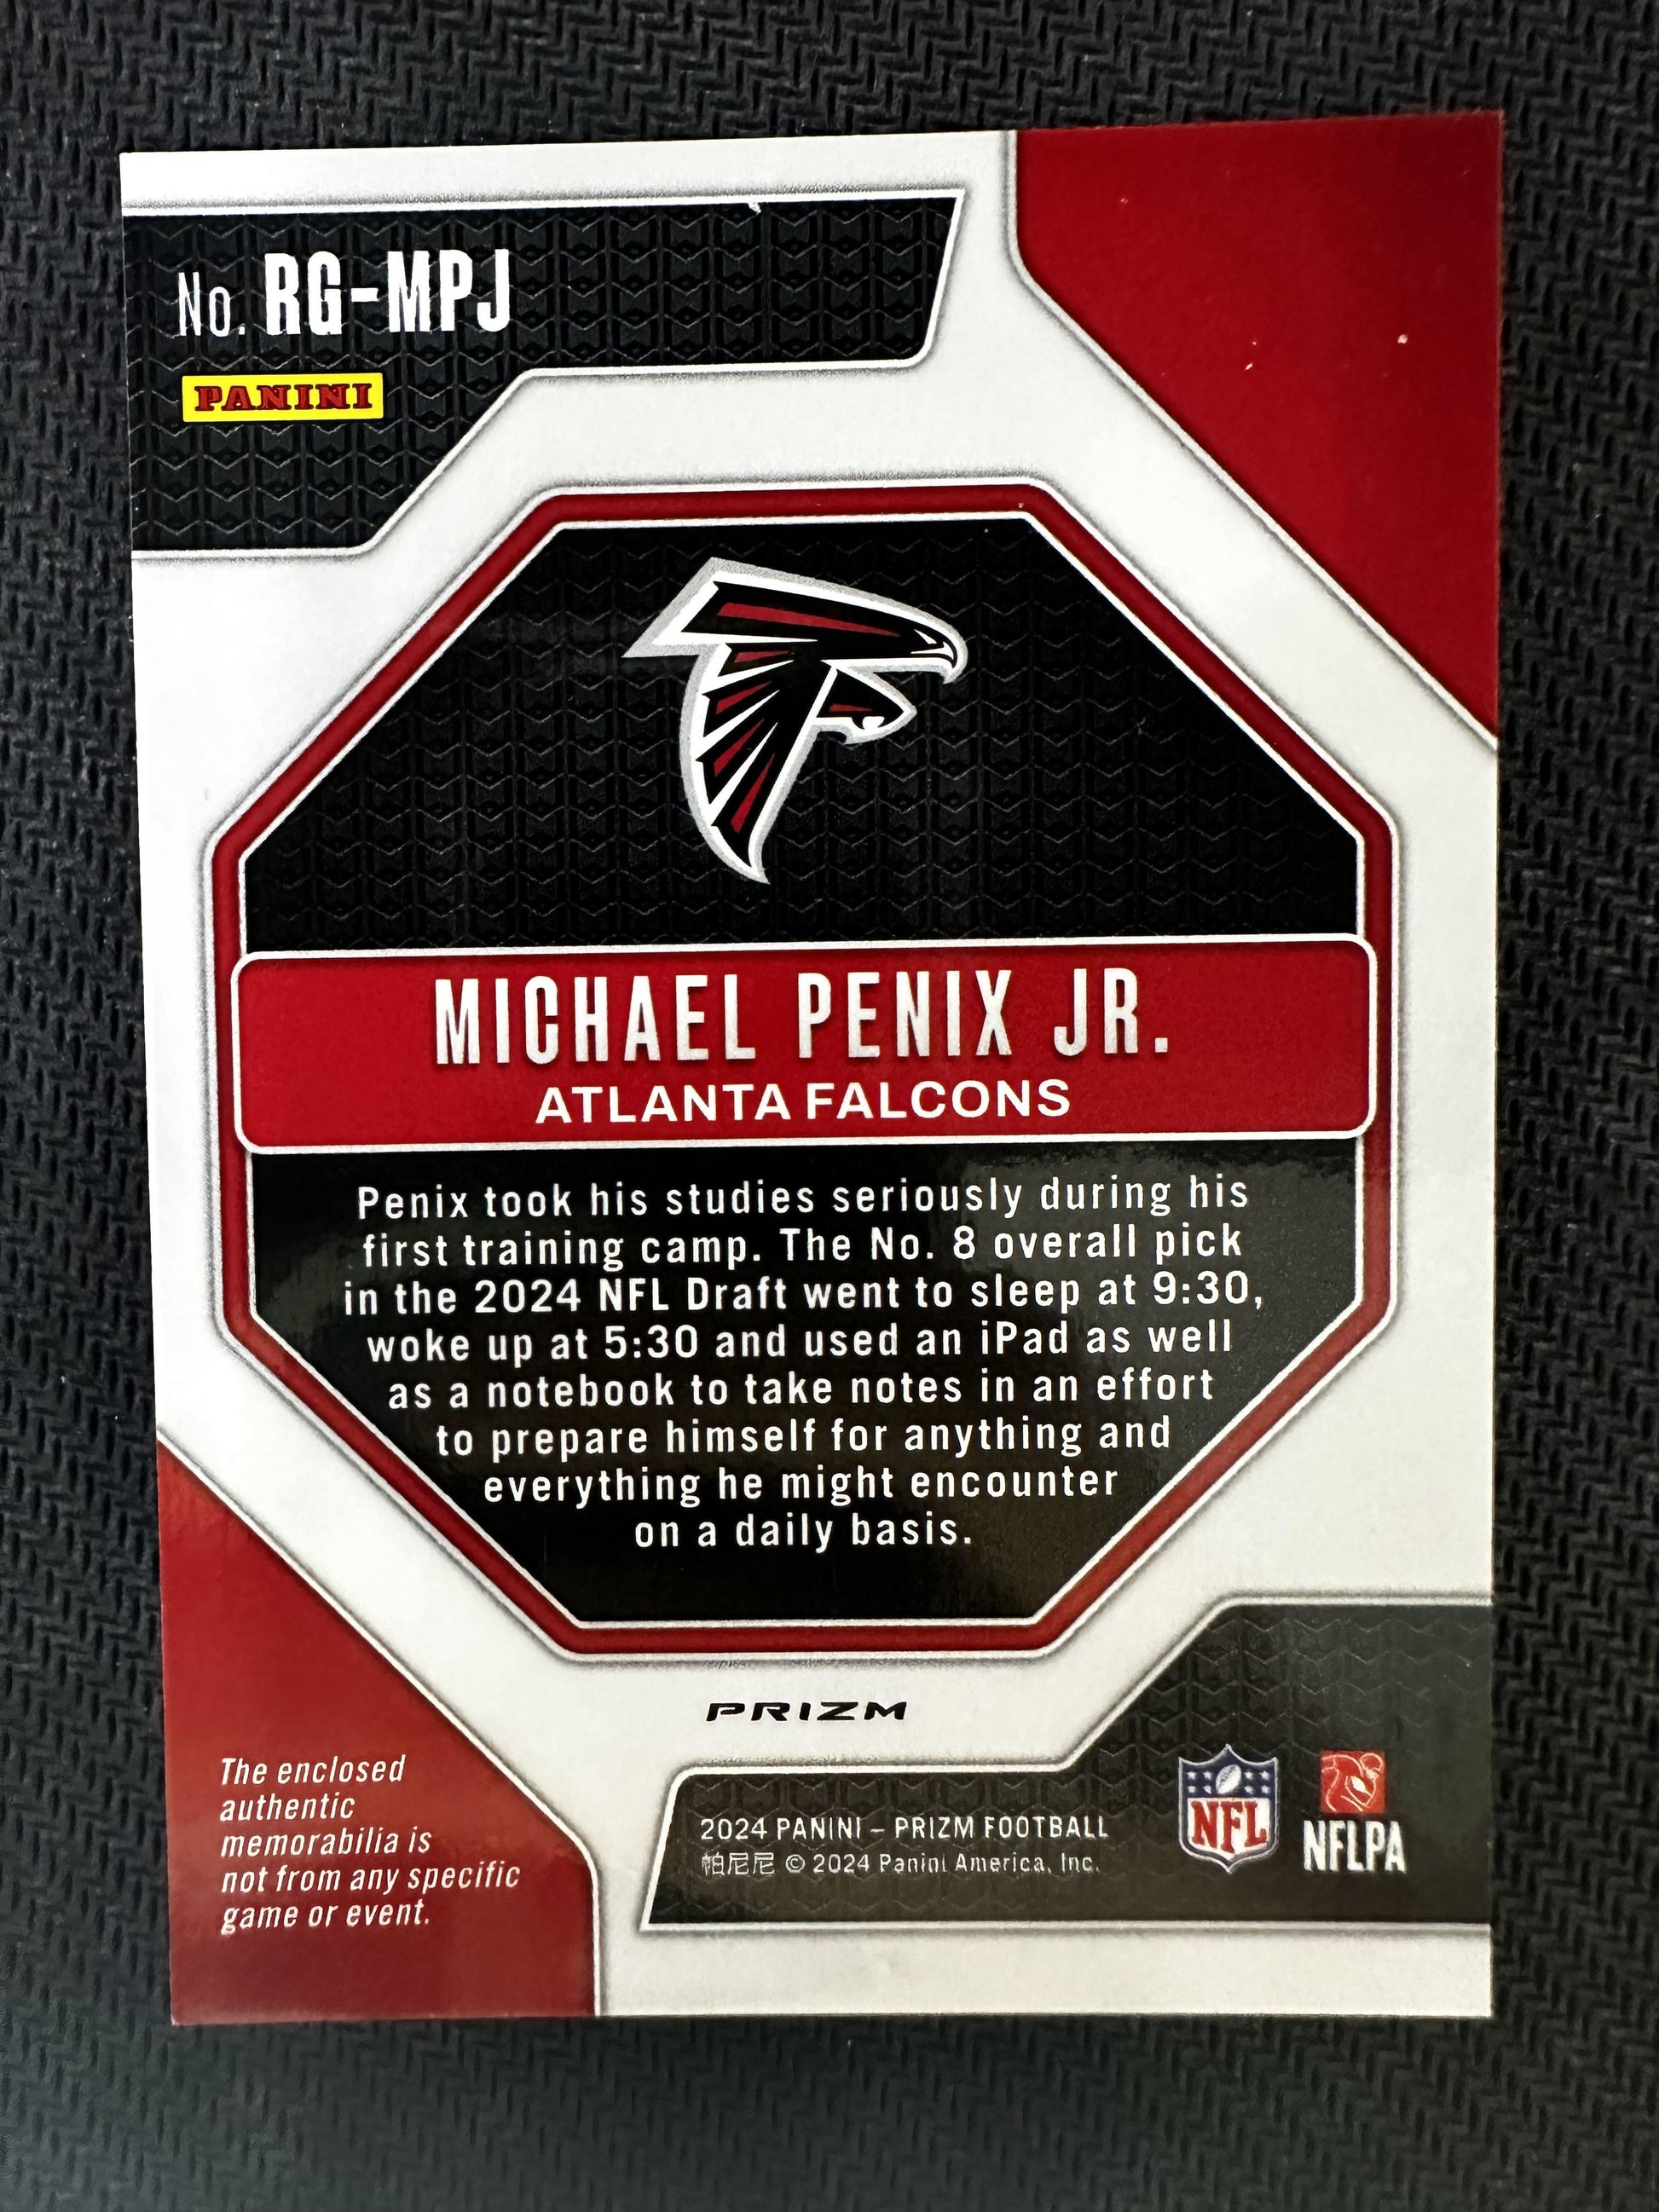 No. RG-MPJ
PANINI
MICHAEL PENIX JR.
ATLANTA FALCONS
Penix took his studies seriously during his
first training camp. The No. 8 overall pick
in the 2024 NFL Draft went to sleep at 9:30,
woke up at 5:30 and used an iPad as well
as a notebook to take notes in an effort
to prepare himself for anything and
everything he might encounter
on a daily basis.
PRIZM
The enclosed
authentic
memorabilia is
not from any specific
game or event.
2024 PANINI – PRIZM FOOTBALL
帕尼尼 © 2024 Panini America, Inc.
NFL
NFLPA